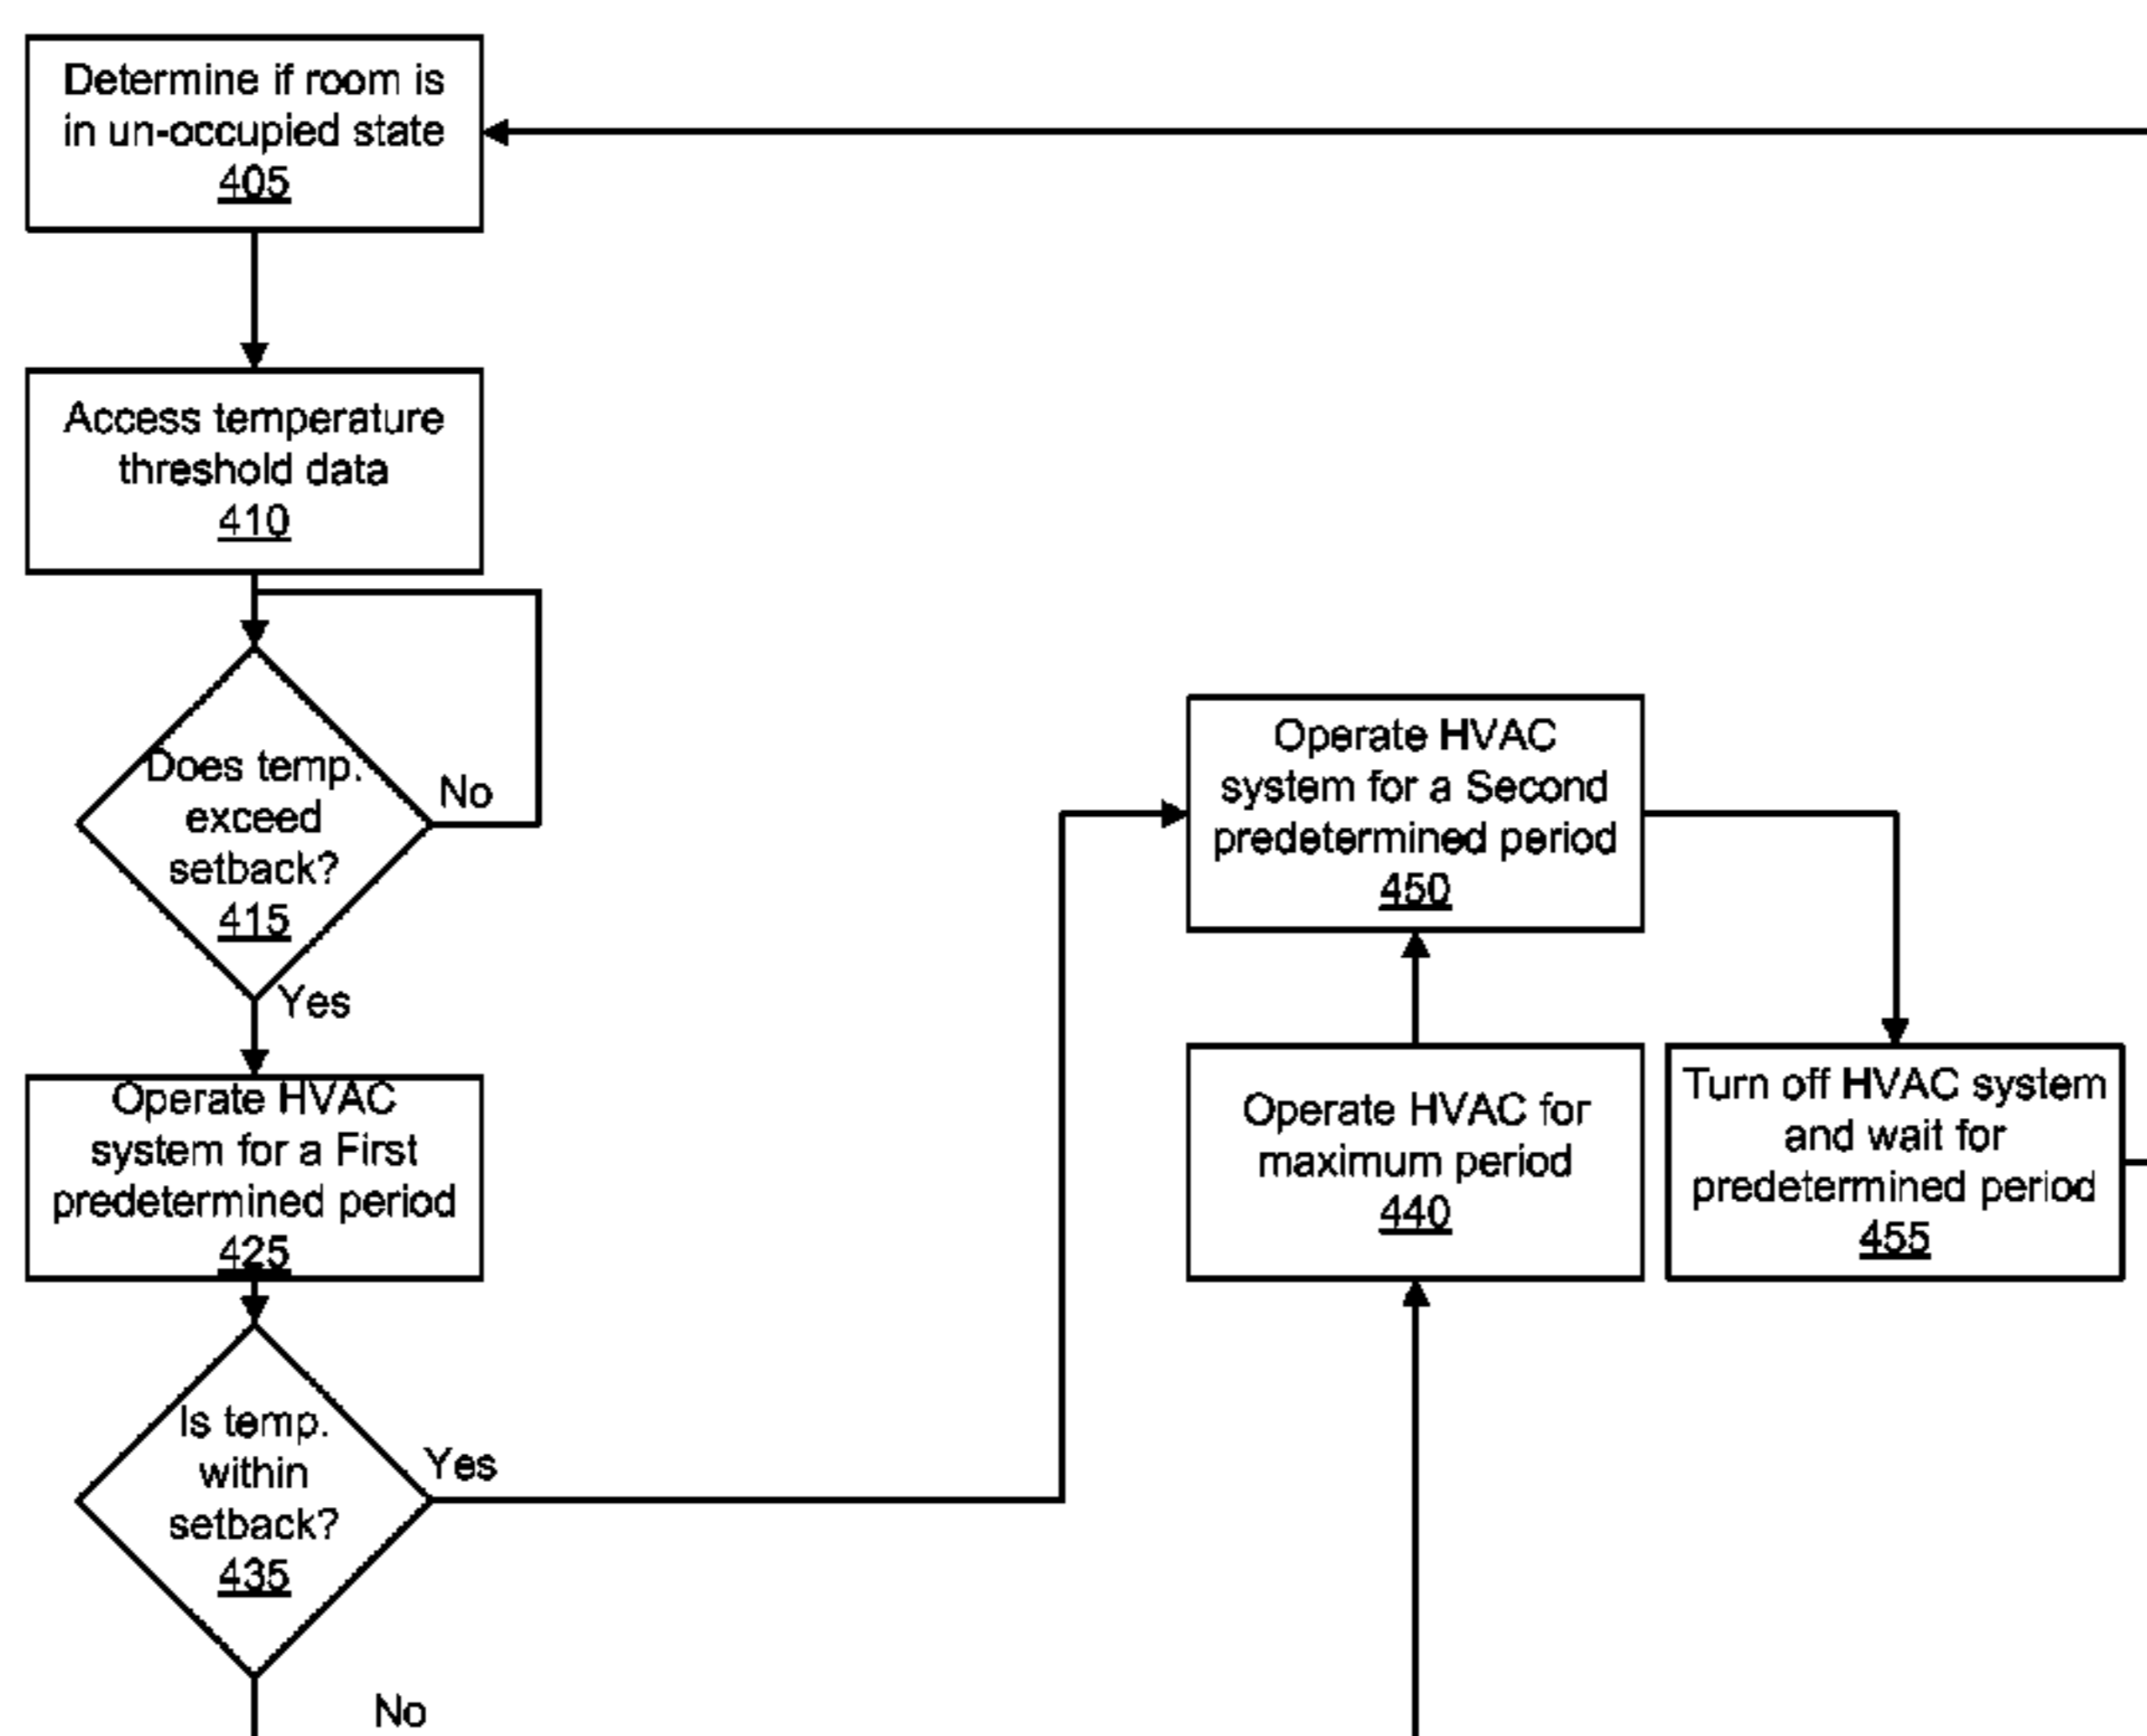 Determine if room is
in un-occupied state
405
Access temperature
threshold data
410
Does temp.
exceed
setback?
415
No
Yes
Operate HVAC
system for a First
predetermined period
425
Is temp.
within
setback?
435
Yes
No
Operate HVAC
system for a Second
predetermined period
450
Operate HVAC for
maximum period
440
Turn off HVAC system
and wait for
predetermined period
455